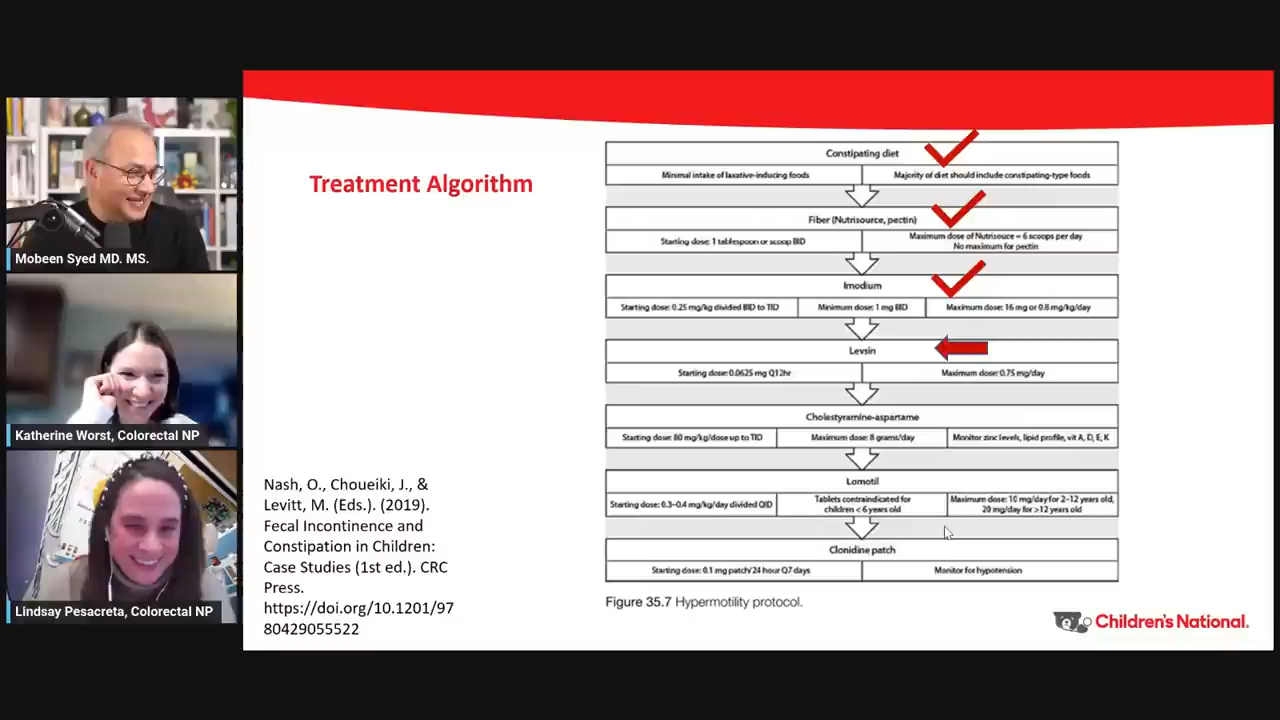 Treatment Algorithm
Constipating diet
Minimal intake of laxative-inducing foods
Majority of diet should include constipating-type foods
Fiber (Nutrisource, pectin)
Starting dose: 1 tablespoon or scoop BID
Maximum dose of Nutrisouce = 6 scoops per day
No maximum for pectin
Imodium
Starting dose: 0.25 mg/kg divided BID to TID
Minimum dose: 1 mg BID
Maximum dose: 16 mg or 0.8 mg/kg/day
Levsin
Starting dose: 0.0625 mg Q12hr
Maximum dose: 0.75 mg/day
Cholestyramine-aspartame
Starting dose: 80 mg/kg/dose up to TID
Maximum dose: 8 grams/day
Monitor zinc levels, lipid profile, vit A, D, E, K
Lomotil
Starting dose: 0.3–0.4 mg/kg/day divided QID
Tablets contraindicated for
children < 6 years old
Maximum dose: 10 mg/day for 2–12 years old,
20 mg/day for >12 years old
Clonidine patch
Starting dose: 0.1 mg patch/24 hour Q7 days
Monitor for hypotension
Figure 35.7 Hypermotility protocol.
Nash, O., Choueiki, J., &
Levitt, M. (Eds.). (2019).
Fecal Incontinence and
Constipation in Children:
Case Studies (1st ed.). CRC
Press.
https://doi.org/10.1201/97
80429055522
Children's National.
Mobeen Syed MD. MS.
Katherine Worst, Colorectal NP
Lindsay Pesacreta, Colorectal NP